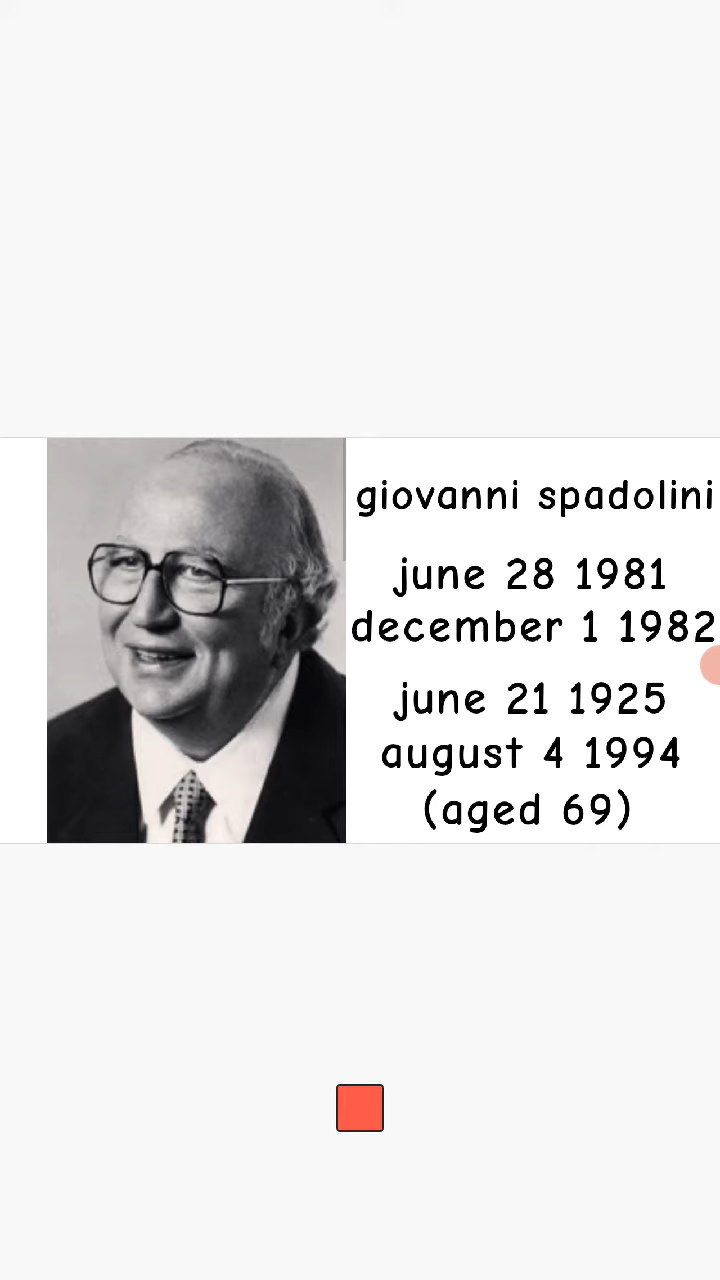 giovanni spadolini
june 28 1981
december 1 1982
june 21 1925
august 4 1994
(aged 69)